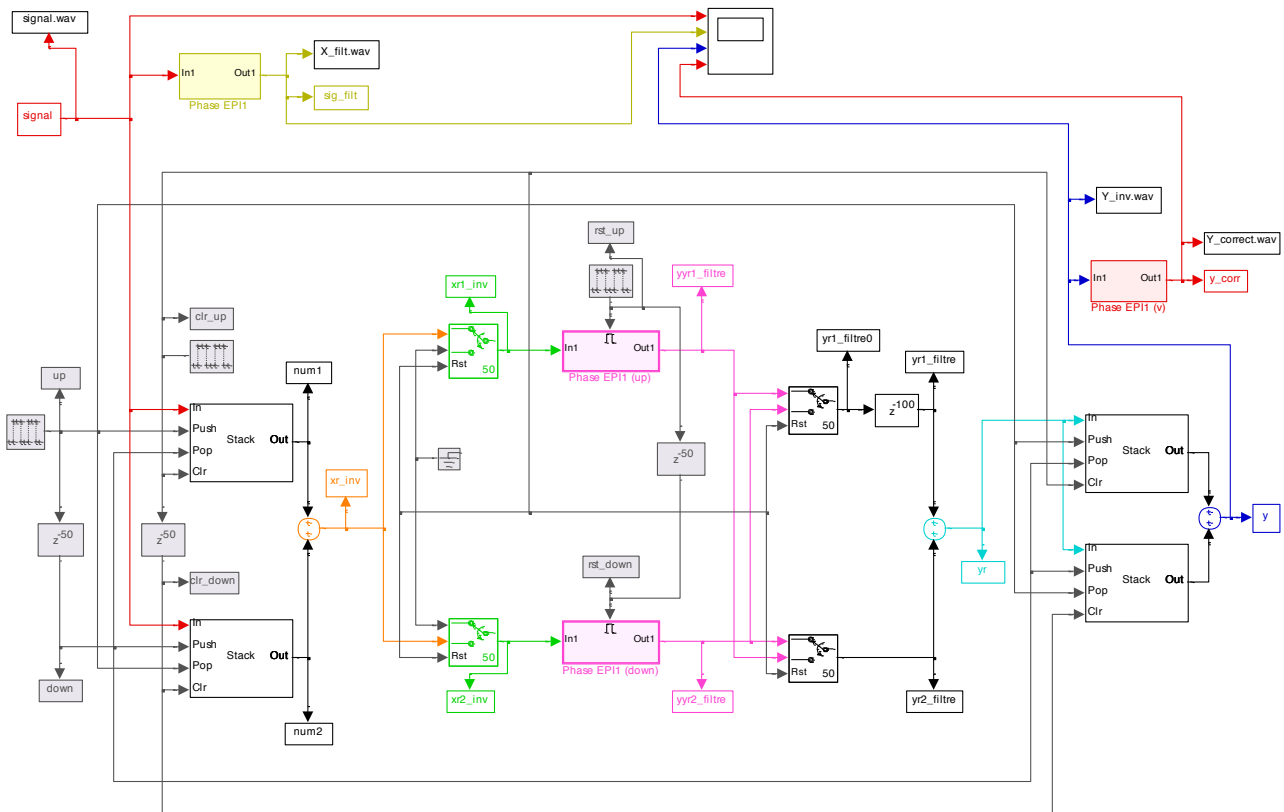 signal.wav
In1
Out1
Phase EPI1
X_filt.wav
sig_filt
signal
Y_inv.wav
Y_correct.wav
In1
Out1
Phase EPI1 (v)
y_corr
rst_up
xr1_inv
yyr1_filtre
clr_up
up
num1
Rst
50
In1
Out1
Phase EPI1 (up)
yr1_filtre0
yr1_filtre
Rst
50
z-100
In
Push
Pop
Clr
Stack
Out
xr_inv
z-50
z-50
z-50
+
+
+
+
yr
In
Push
Pop
Clr
Stack
Out
+
+
y
clr_down
rst_down
In
Push
Pop
Clr
Stack
Out
down
num2
Rst
50
xr2_inv
In1
Out1
Phase EPI1 (down)
yyr2_filtre
Rst
50
yr2_filtre
In
Push
Pop
Clr
Stack
Out